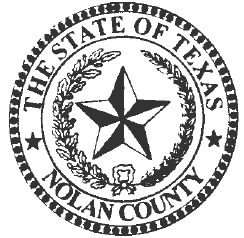 THE STATE OF TEXAS
NOLAN COUNTY